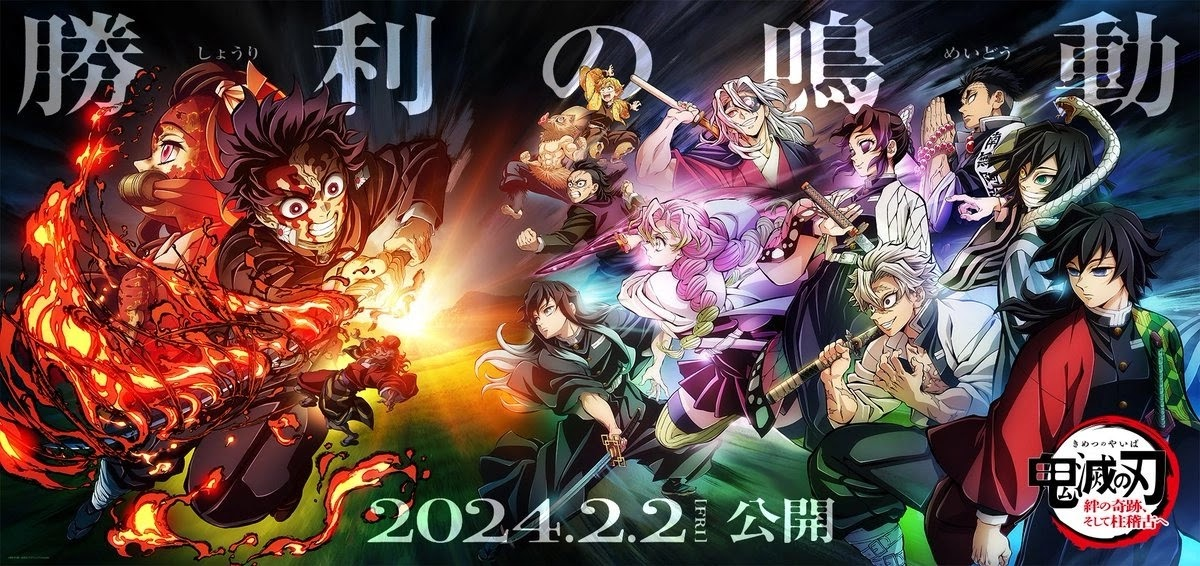 勝利の鳴動
しょうり
めいどう
2024.2.2 [FRI] 公開
きめつのやいば
鬼滅の刃
絆の奇跡、
そして柱稽古へ